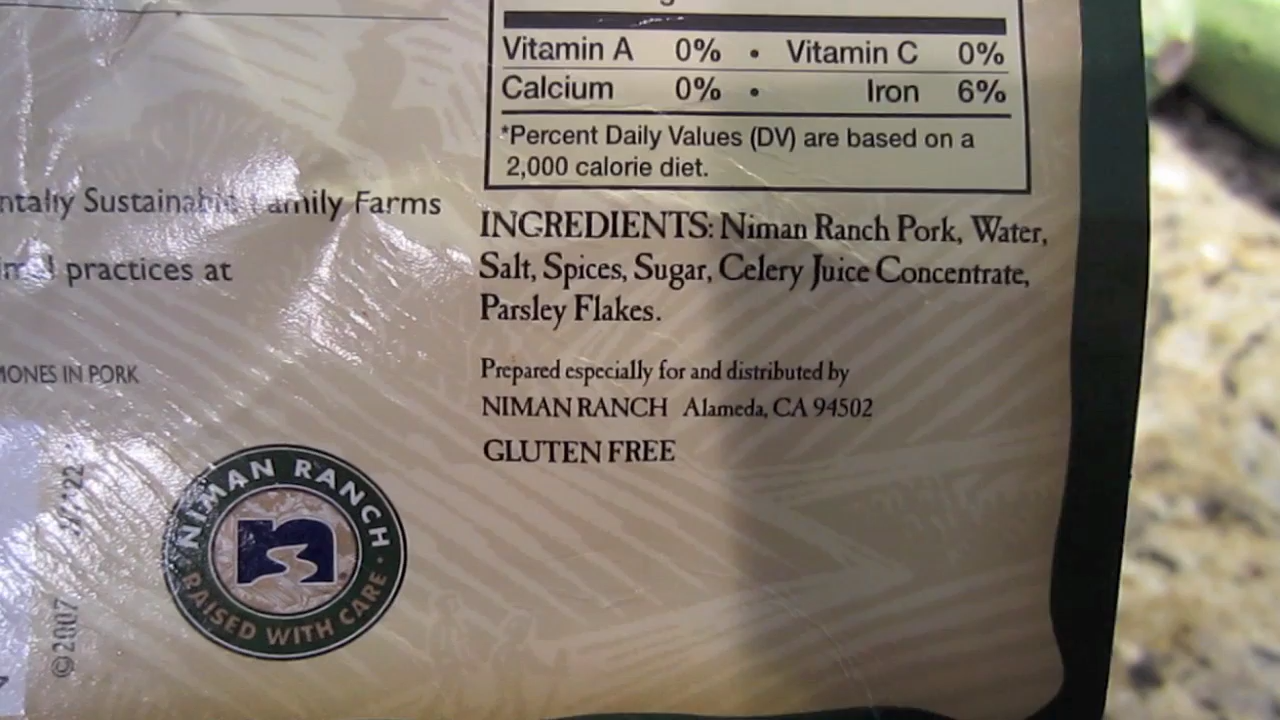 Vitamin A 0% • Vitamin C 0%
Calcium 0% • Iron 6%
*Percent Daily Values (DV) are based on a
2,000 calorie diet.
Family Farms
practices at
INGREDIENTS: Niman Ranch Pork, Water,
Salt, Spices, Sugar, Celery Juice Concentrate,
Parsley Flakes.
IN PORK
Prepared especially for and distributed by
NIMAN RANCH Alameda, CA 94502
GLUTEN FREE
NIMAN RANCH
n
• RAISED WITH CARE •
©2007